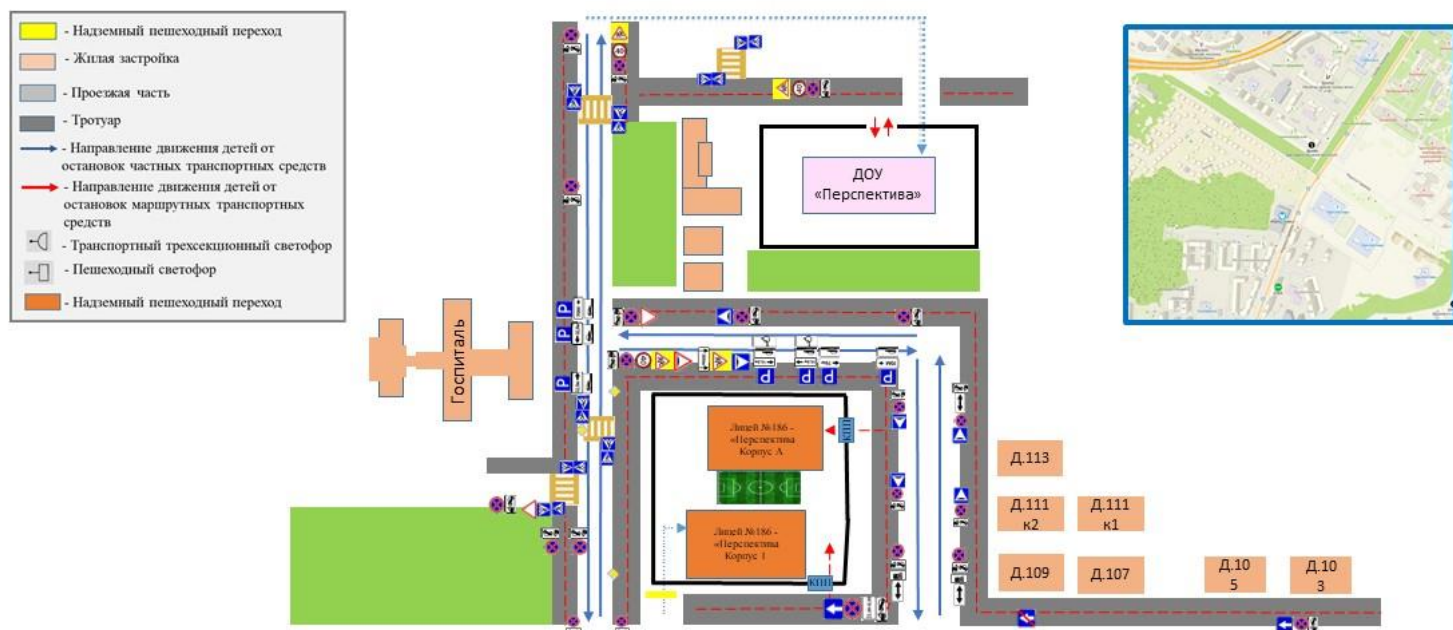 - Надземный пешеходный переход
- Жилая застройка
- Проезжая часть
- Тротуар
- Направление движения детей от
остановок частных транспортных средств
- Направление движения детей от
остановок маршрутных транспортных
средств
- Транспортный трехсекционный светофор
- Пешеходный светофор
- Надземный пешеходный переход
40
ДОУ
«Перспектива»
Госпиталь
P
P
P
P
P
P
P
Лицей №186 -
«Перспектива
Корпус А
КПП
Лицей №186 -
«Перспектива
Корпус 1
КПП
Д.113
Д.111
к2
Д.111
к1
Д.109
Д.107
Д.10
5
Д.10
3